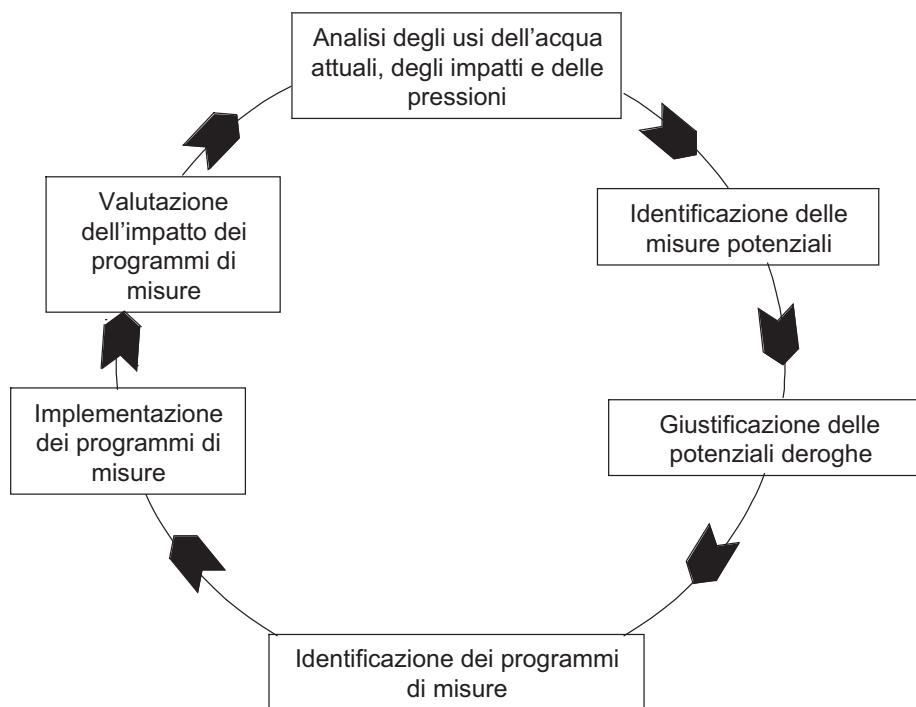 Analisi degli usi dell'acqua
attuali, degli impatti e delle
pressioni
Identificazione delle
misure potenziali
Giustificazione delle
potenziali deroghe
Identificazione dei programmi
di misure
Implementazione
dei programmi di
misure
Valutazione
dell'impatto dei
programmi di
misure